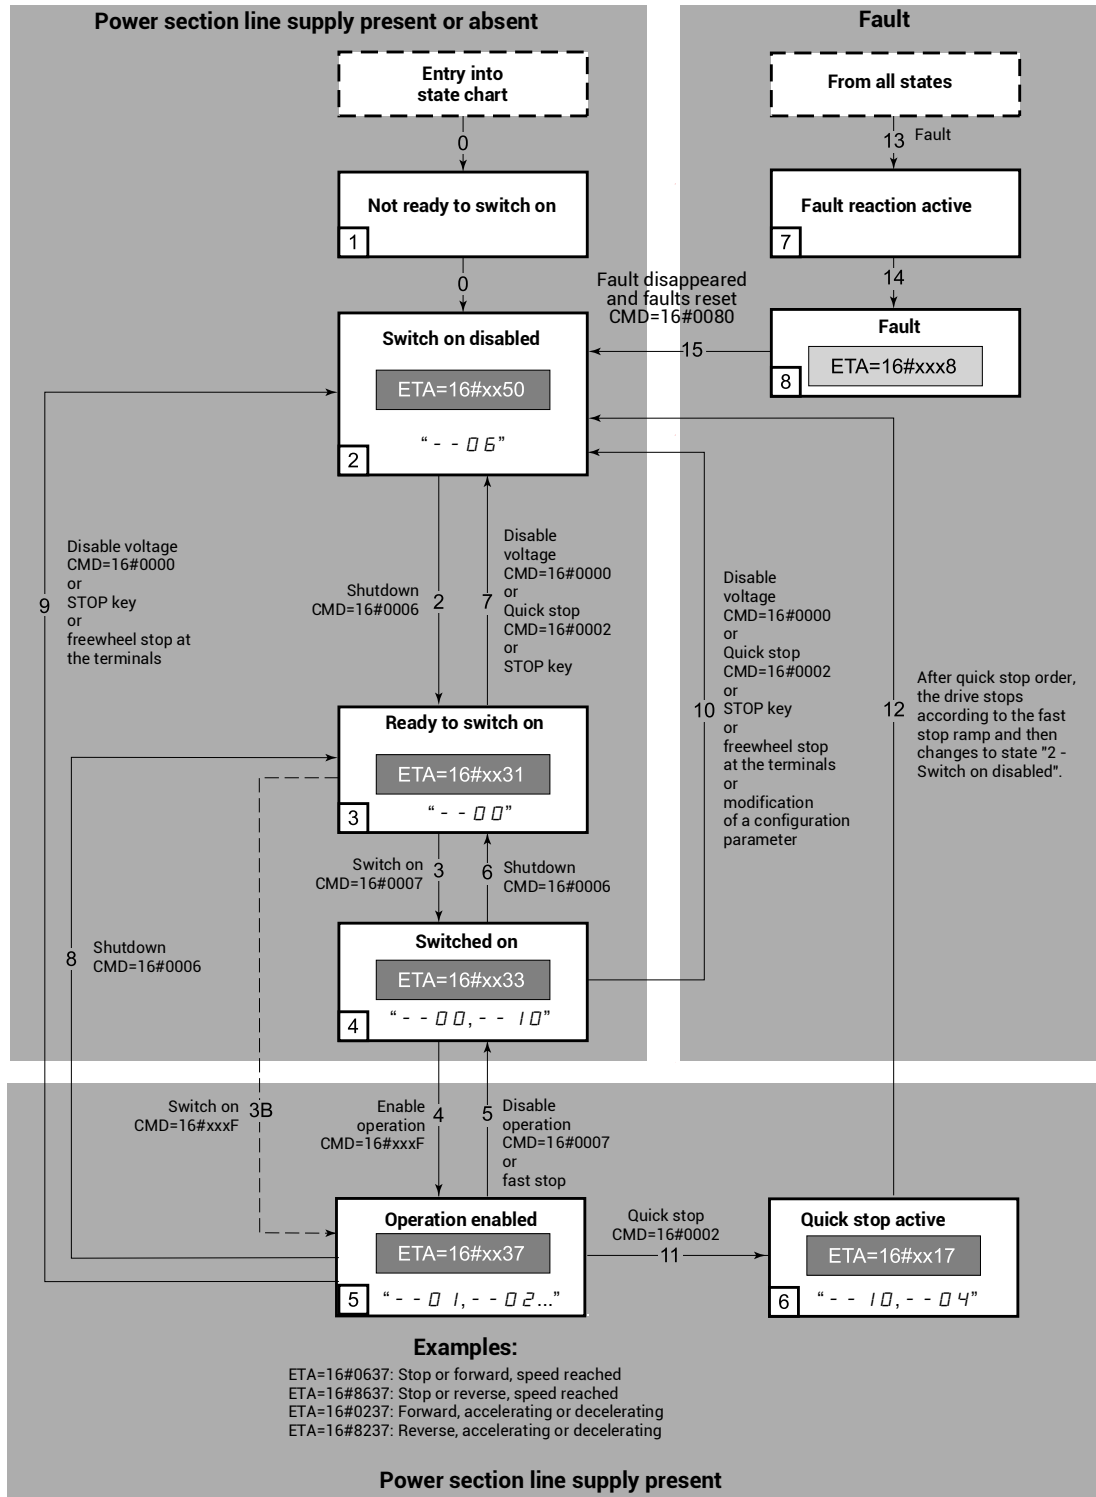 Power section line supply present or absent
Fault
Entry into
state chart
From all states
0
13 Fault
Not ready to switch on
1
Fault reaction active
7
0
14
Fault disappeared
and faults reset
CMD=16#0080
15
Switch on disabled
ETA=16#xx50
“- - 06”
2
Fault
ETA=16#xxx8
8
Disable voltage
CMD=16#0000
or
STOP key
or
freewheel stop at
the terminals
9
Shutdown
CMD=16#0006
2
7
Disable
voltage
CMD=16#0000
or
Quick stop
CMD=16#0002
or
STOP key
10
Disable
voltage
CMD=16#0000
or
Quick stop
CMD=16#0002
or
STOP key
or
freewheel stop
at the terminals
or
modification
of a configuration
parameter
12
After quick stop order,
the drive stops
according to the fast
stop ramp and then
changes to state "2 -
Switch on disabled".
Ready to switch on
ETA=16#xx31
“- - 00”
3
Switch on
CMD=16#0007
3
6
Shutdown
CMD=16#0006
8
Shutdown
CMD=16#0006
Switched on
ETA=16#xx33
“- - 00, - - 10”
4
Switch on
CMD=16#xxxF
3B
Enable
operation
CMD=16#xxxF
4
5
Disable
operation
CMD=16#0007
or
fast stop
Operation enabled
ETA=16#xx37
“- - 01, - - 02...”
5
Quick stop
CMD=16#0002
11
Quick stop active
ETA=16#xx17
“- - 10, - - 04”
6
Examples:
ETA=16#0637: Stop or forward, speed reached
ETA=16#8637: Stop or reverse, speed reached
ETA=16#0237: Forward, accelerating or decelerating
ETA=16#8237: Reverse, accelerating or decelerating
Power section line supply present